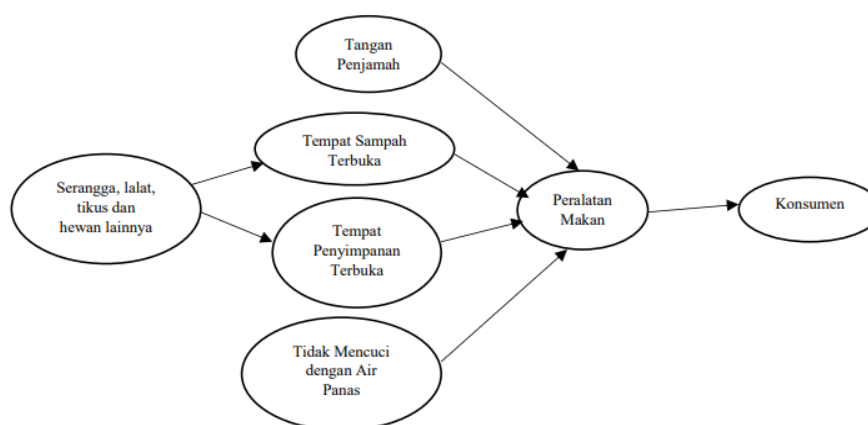 Tangan
Penjamah
Tempat Sampah
Terbuka
Serangga, lalat,
tikus dan
hewan lainnya
Peralatan
Makan
Konsumen
Tempat
Penyimpanan
Terbuka
Tidak Mencuci
dengan Air
Panas